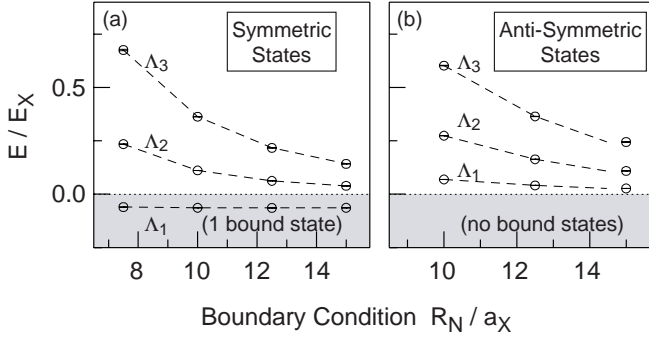 (a)
Symmetric
States
Λ3
Λ2
Λ1
(1 bound state)
(b)
Anti-Symmetric
States
Λ3
Λ2
Λ1
(no bound states)
E / EX
0.5
0.0
8 10 12 14
10 12 14
Boundary Condition RN / aX